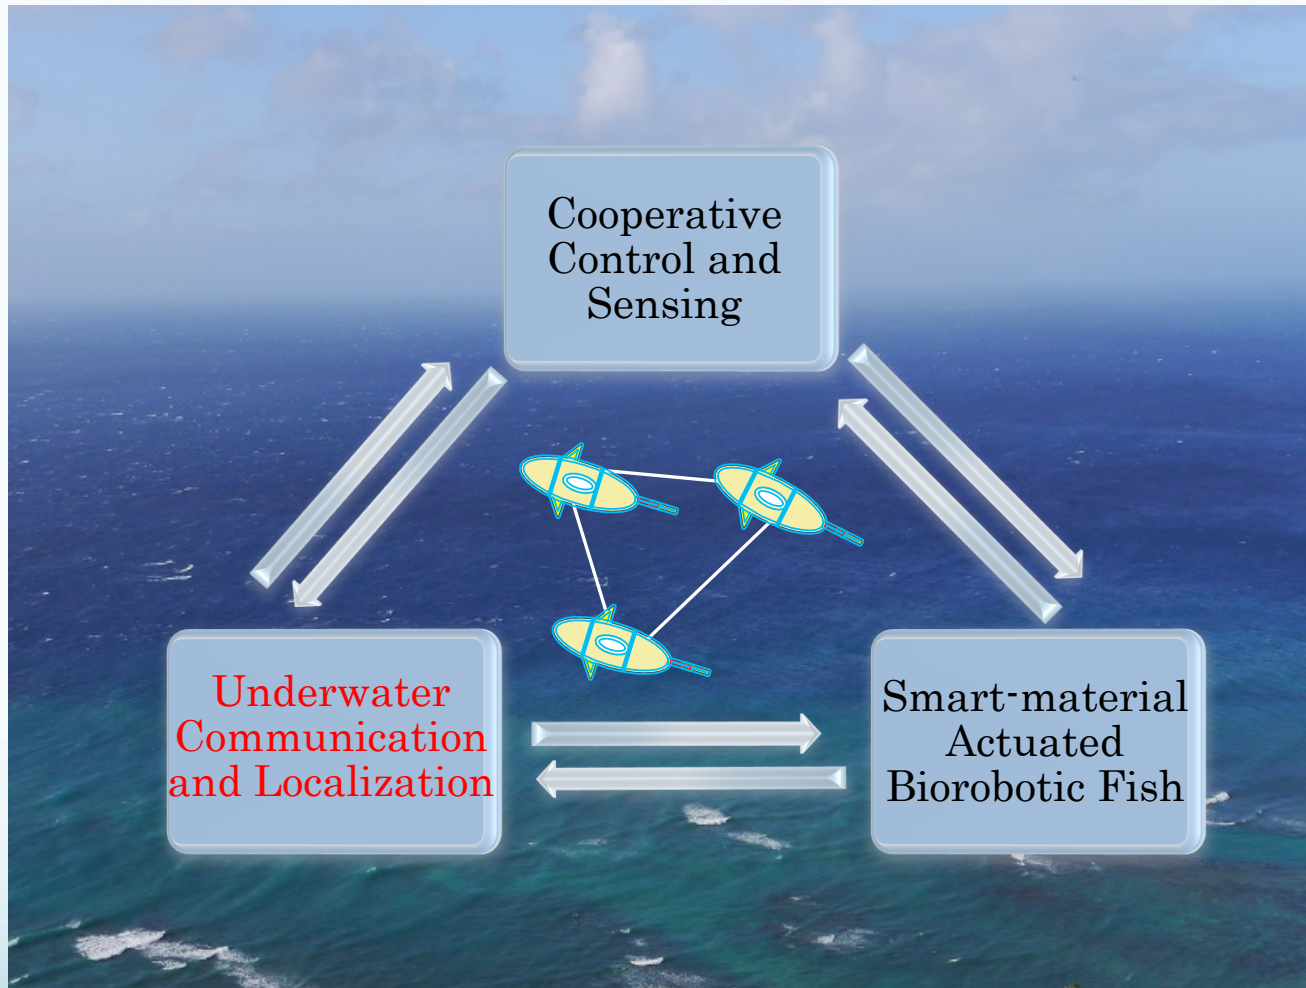 Cooperative
Control and
Sensing
Underwater
Communication
and Localization
Smart-material
Actuated
Biorobotic Fish